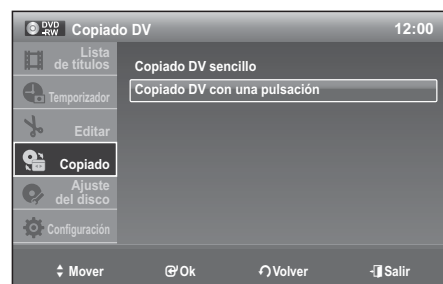 DVD -RW Copiado DV 12:00
Lista de titulos
Copiado DV sencillo
Copiado DV con una pulsación
Temporizador
Editar
Copiado
Ajuste del disco
Configuración
Mover Ok Volver Salir